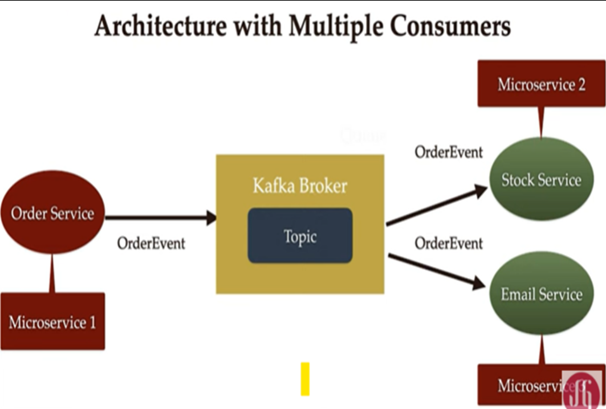 Architecture with Multiple Consumers
Microservice 2
OrderEvent
Kafka Broker
Stock Service
Order Service
Topic
OrderEvent
OrderEvent
Email Service
Microservice 1
Microservice